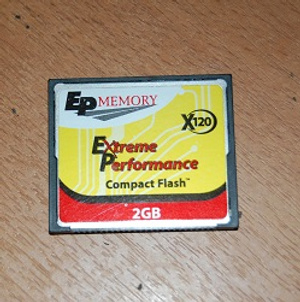 EP MEMORY
X120
Extreme
Performance
Compact Flash™
2GB